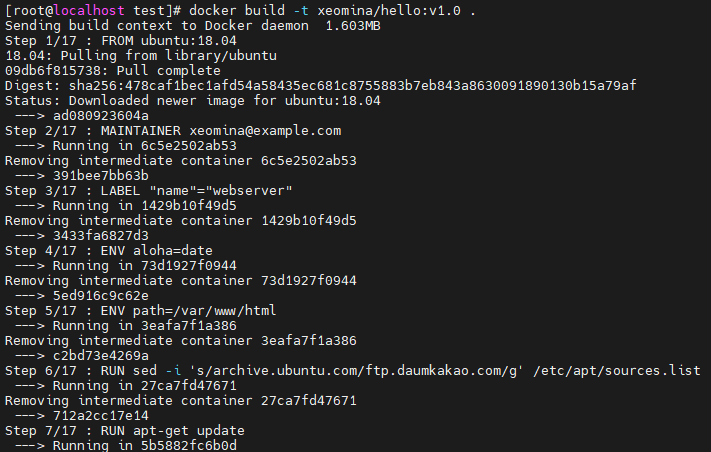 [root@localhost test]# docker build -t xeomina/hello:v1.0 .
Sending build context to Docker daemon  1.603MB
Step 1/17 : FROM ubuntu:18.04
18.04: Pulling from library/ubuntu
09db6f815738: Pull complete
Digest: sha256:478caf1bec1afd54a58435ec681c8755883b7eb843a8630091890130b15a79af
Status: Downloaded newer image for ubuntu:18.04
 ---> ad080923604a
Step 2/17 : MAINTAINER xeomina@example.com
 ---> Running in 6c5e2502ab53
Removing intermediate container 6c5e2502ab53
 ---> 391bee7bb63b
Step 3/17 : LABEL "name"="webserver"
 ---> Running in 1429b10f49d5
Removing intermediate container 1429b10f49d5
 ---> 3433fa6827d3
Step 4/17 : ENV aloha=date
 ---> Running in 73d1927f0944
Removing intermediate container 73d1927f0944
 ---> 5ed916c9c62e
Step 5/17 : ENV path=/var/www/html
 ---> Running in 3eafa7f1a386
Removing intermediate container 3eafa7f1a386
 ---> c2bd73e4269a
Step 6/17 : RUN sed -i 's/archive.ubuntu.com/ftp.daumkakao.com/g' /etc/apt/sources.list
 ---> Running in 27ca7fd47671
Removing intermediate container 27ca7fd47671
 ---> 712a2cc17e14
Step 7/17 : RUN apt-get update
 ---> Running in 5b5882fc6b0d